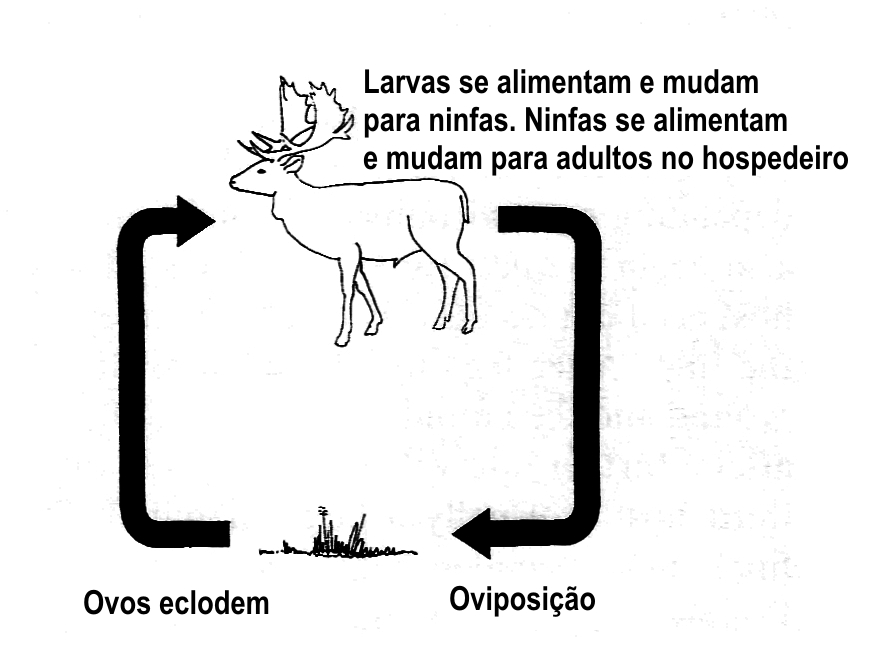 Larvas se alimentam e mudam
para ninfas. Ninfas se alimentam
e mudam para adultos no hospedeiro
Ovos eclodem
Oviposição